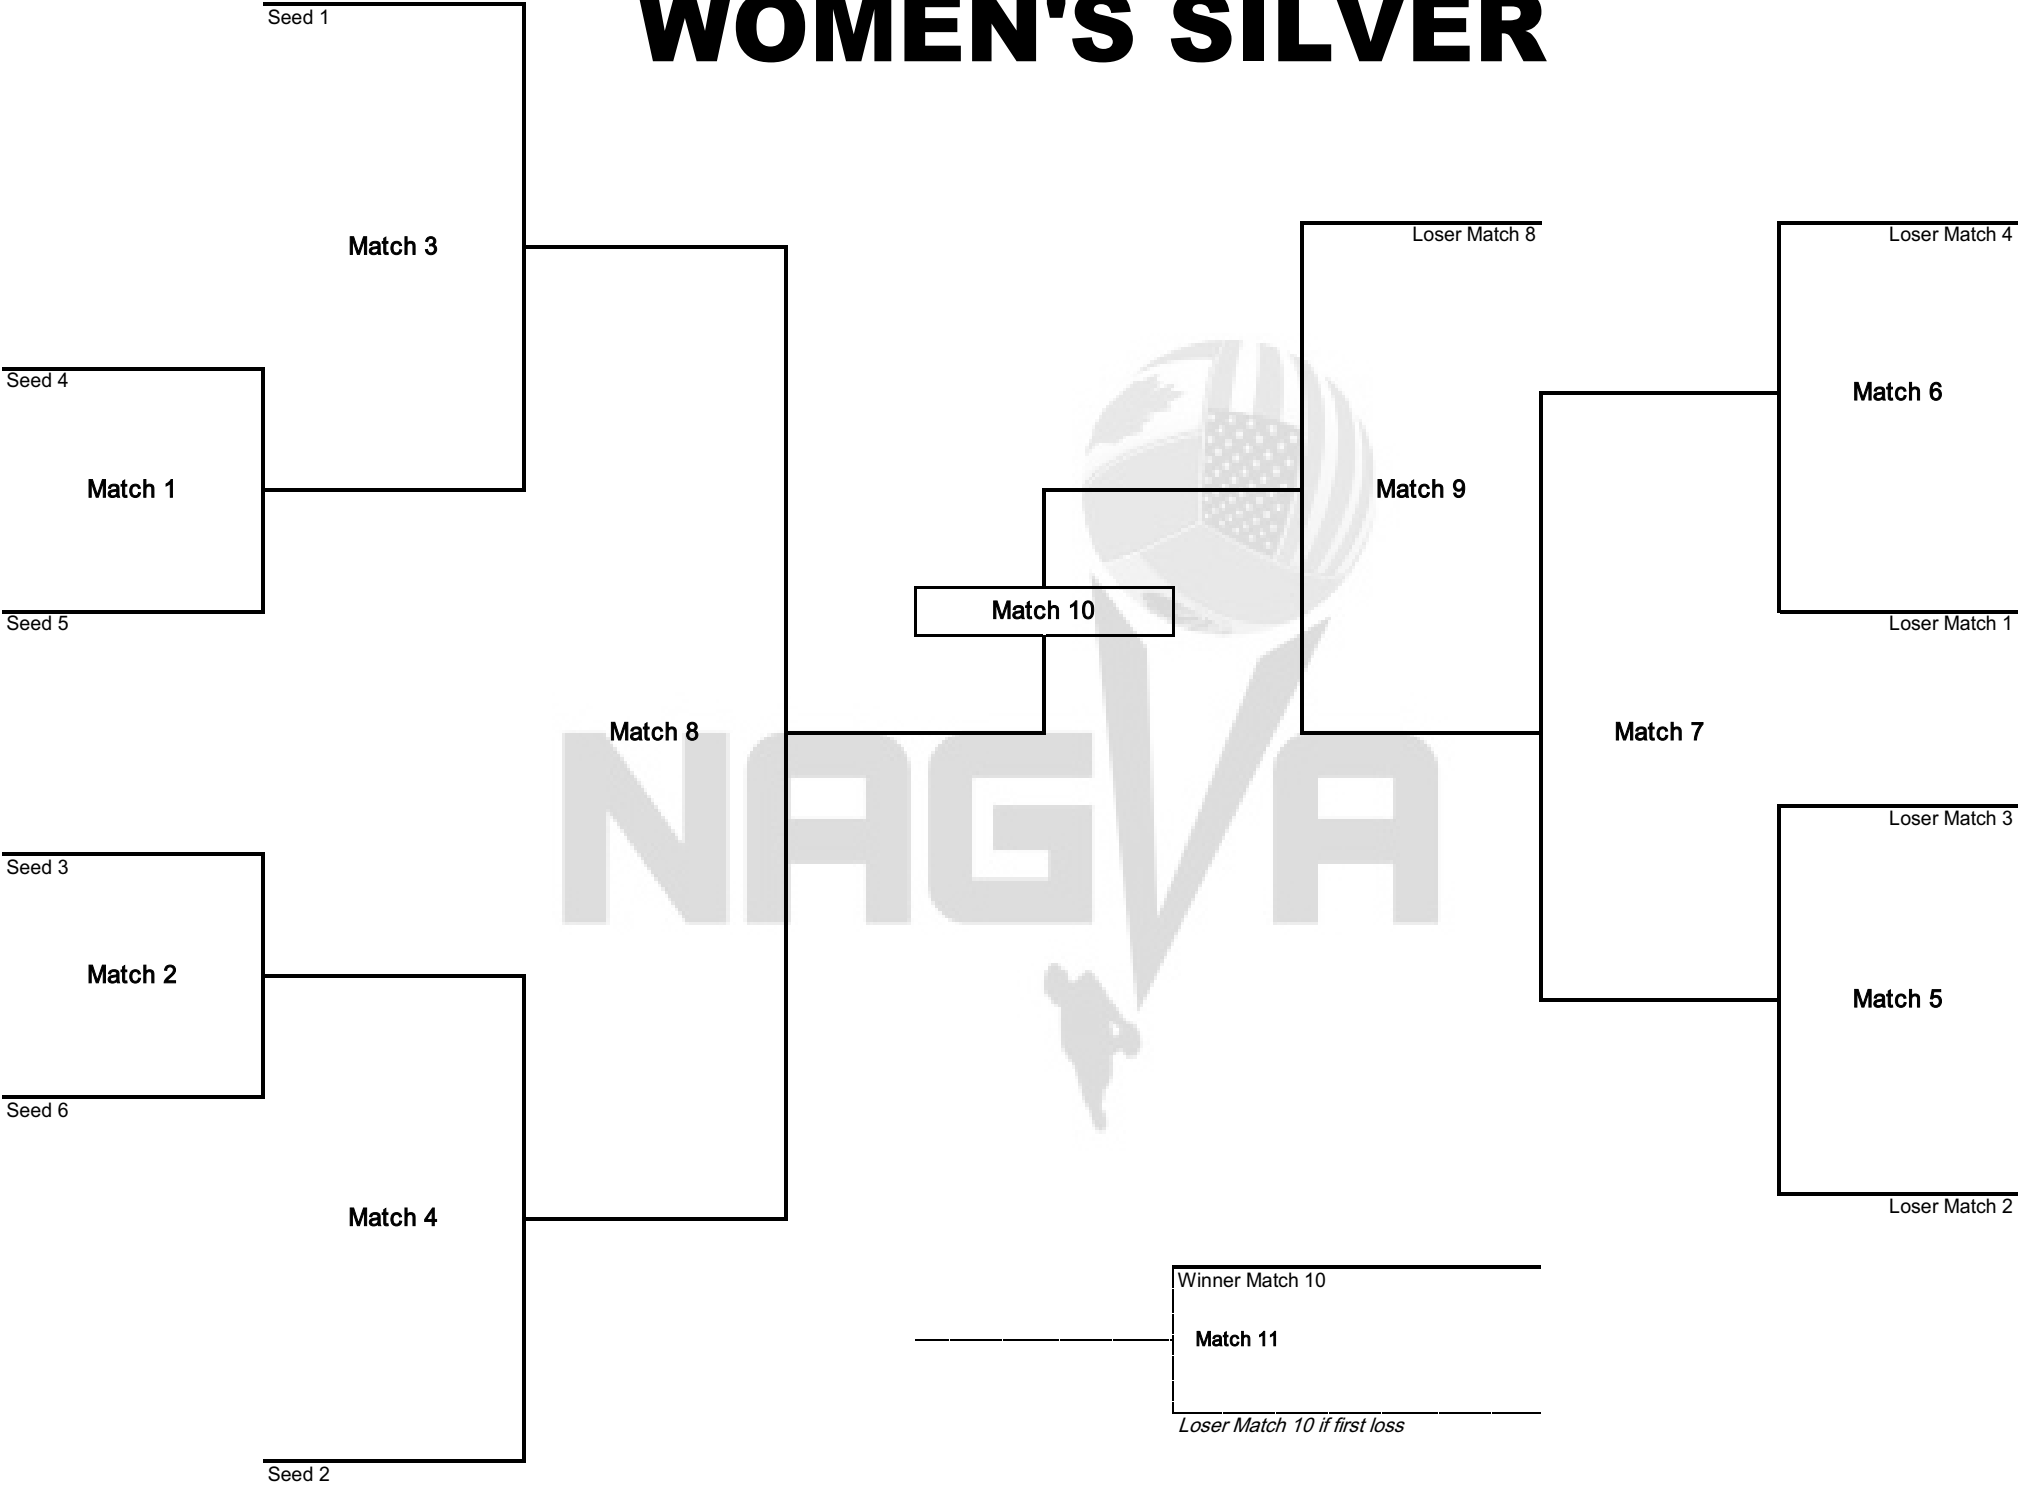 WOMEN'S SILVER
Seed 1
Match 3
Loser Match 8
Loser Match 4
Seed 4
Match 6
Match 1
Match 9
Match 10
Seed 5
Loser Match 1
Match 8
Match 7
NAGVA
Loser Match 3
Seed 3
Match 2
Match 5
Seed 6
Loser Match 2
Match 4
Winner Match 10
Match 11
Loser Match 10 if first loss
Seed 2